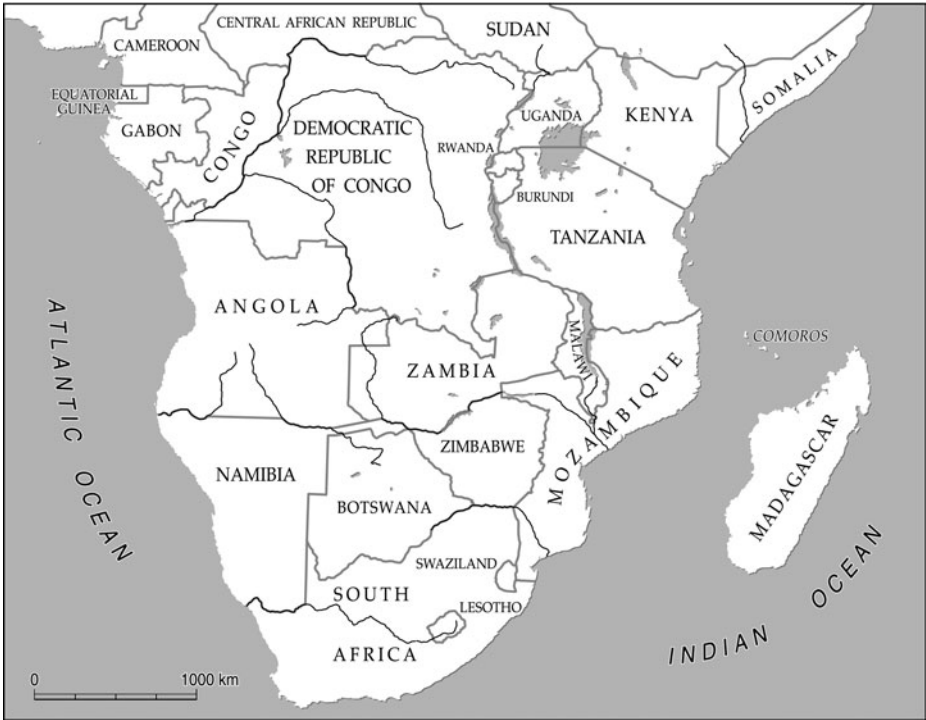 CENTRAL AFRICAN REPUBLIC
SUDAN
CAMEROON
SOMALIA
EQUATORIAL
GUINEA
GABON
CONGO
DEMOCRATIC
REPUBLIC
OF CONGO
UGANDA
KENYA
RWANDA
BURUNDI
TANZANIA
ANGOLA
ATLANTIC OCEAN
MALAWI
COMOROS
ZAMBIA
MOZAMBIQUE
ZIMBABWE
MADAGASCAR
NAMIBIA
BOTSWANA
SWAZILAND
SOUTH
AFRICA
LESOTHO
INDIAN OCEAN
0 1000 km